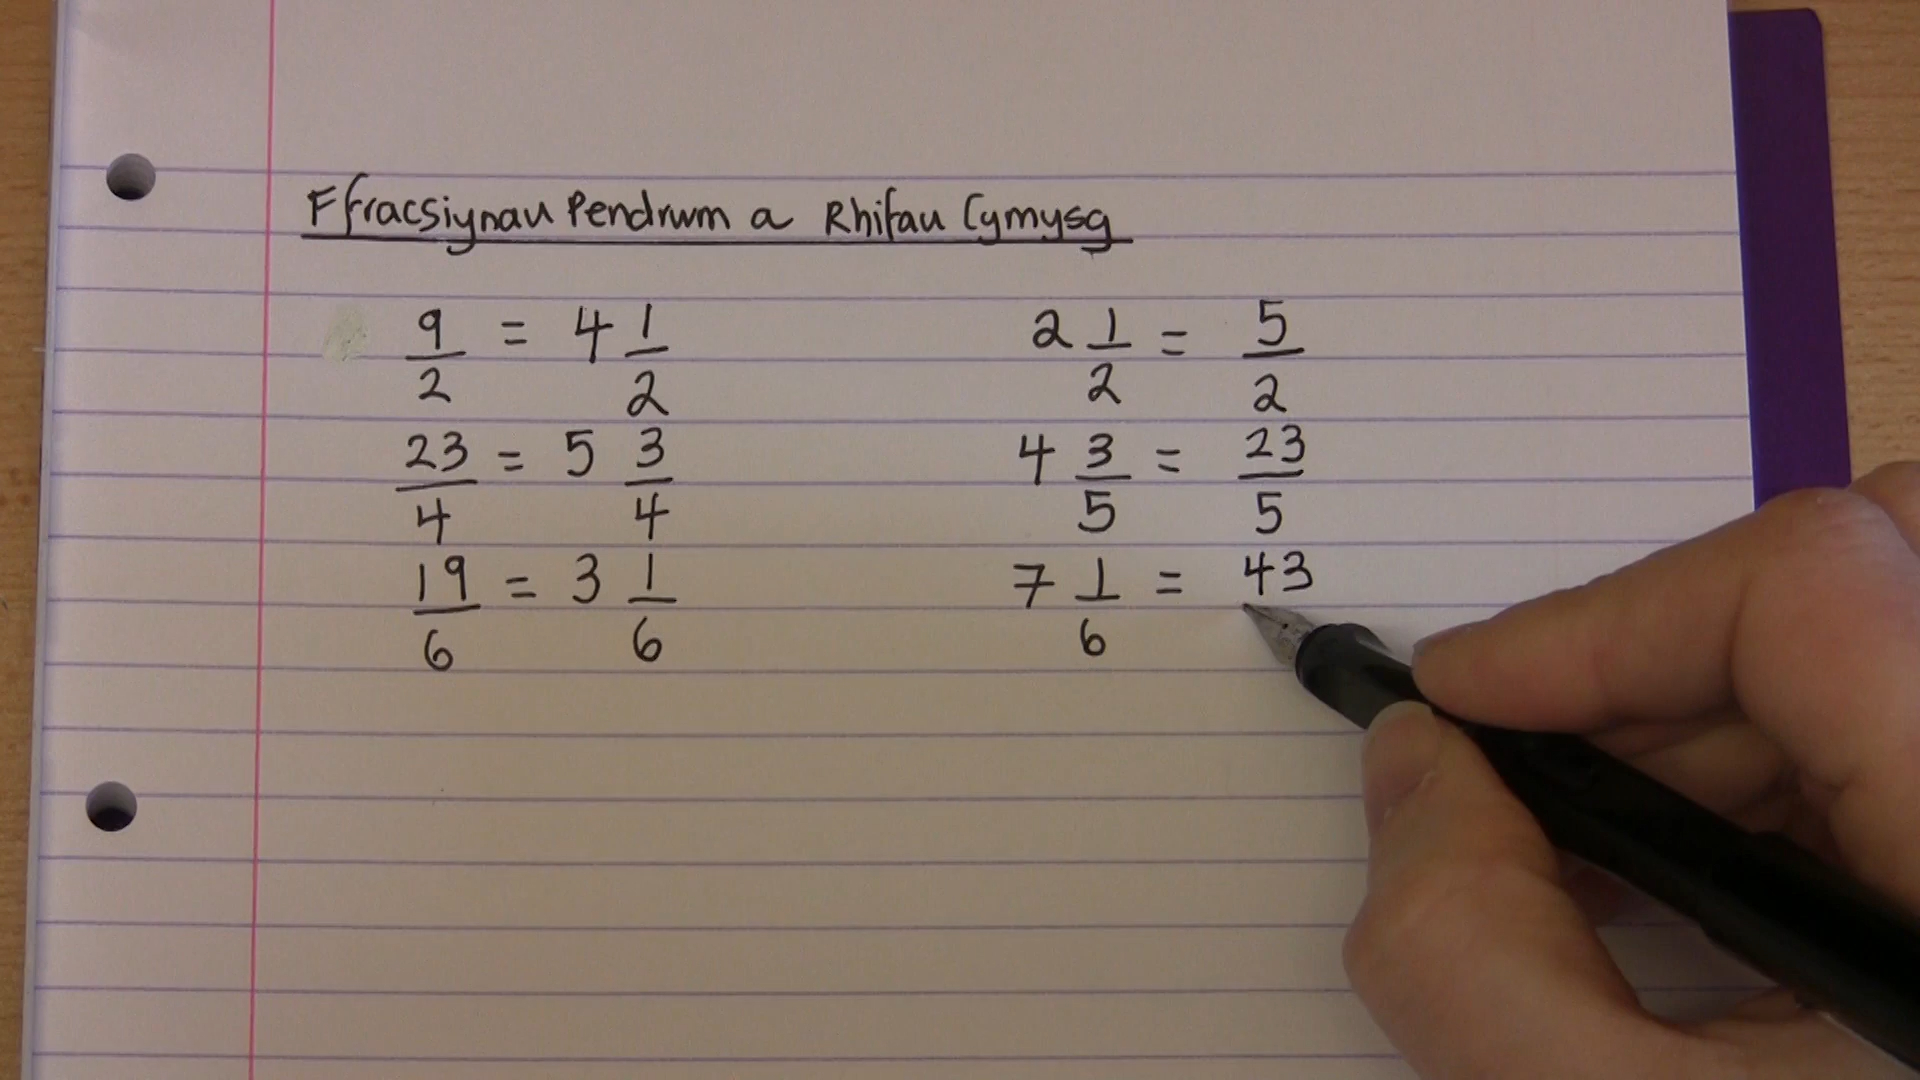 Ffracsiynau Pendrwm a Rhifau Cymysg
9/2 = 4 1/2
23/4 = 5 3/4
19/6 = 3 1/6
2 1/2 = 5/2
4 3/5 = 23/5
7 1/6 = 43